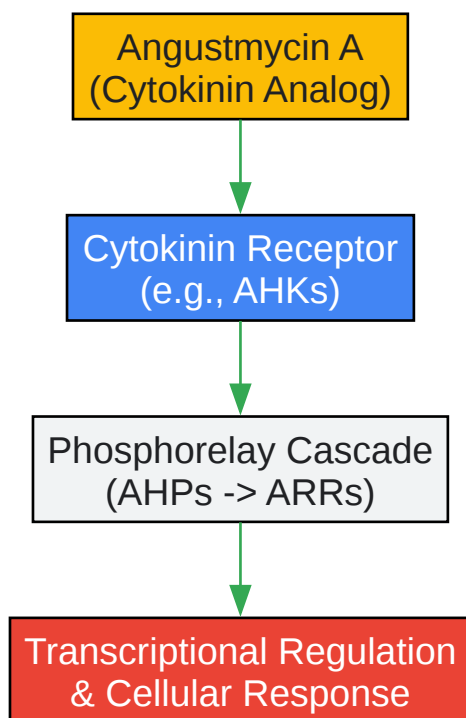 Angustmycin A
(Cytokinin Analog)
Cytokinin Receptor
(e.g., AHKs)
Phosphorelay Cascade
(AHPs -> ARRs)
Transcriptional Regulation
& Cellular Response